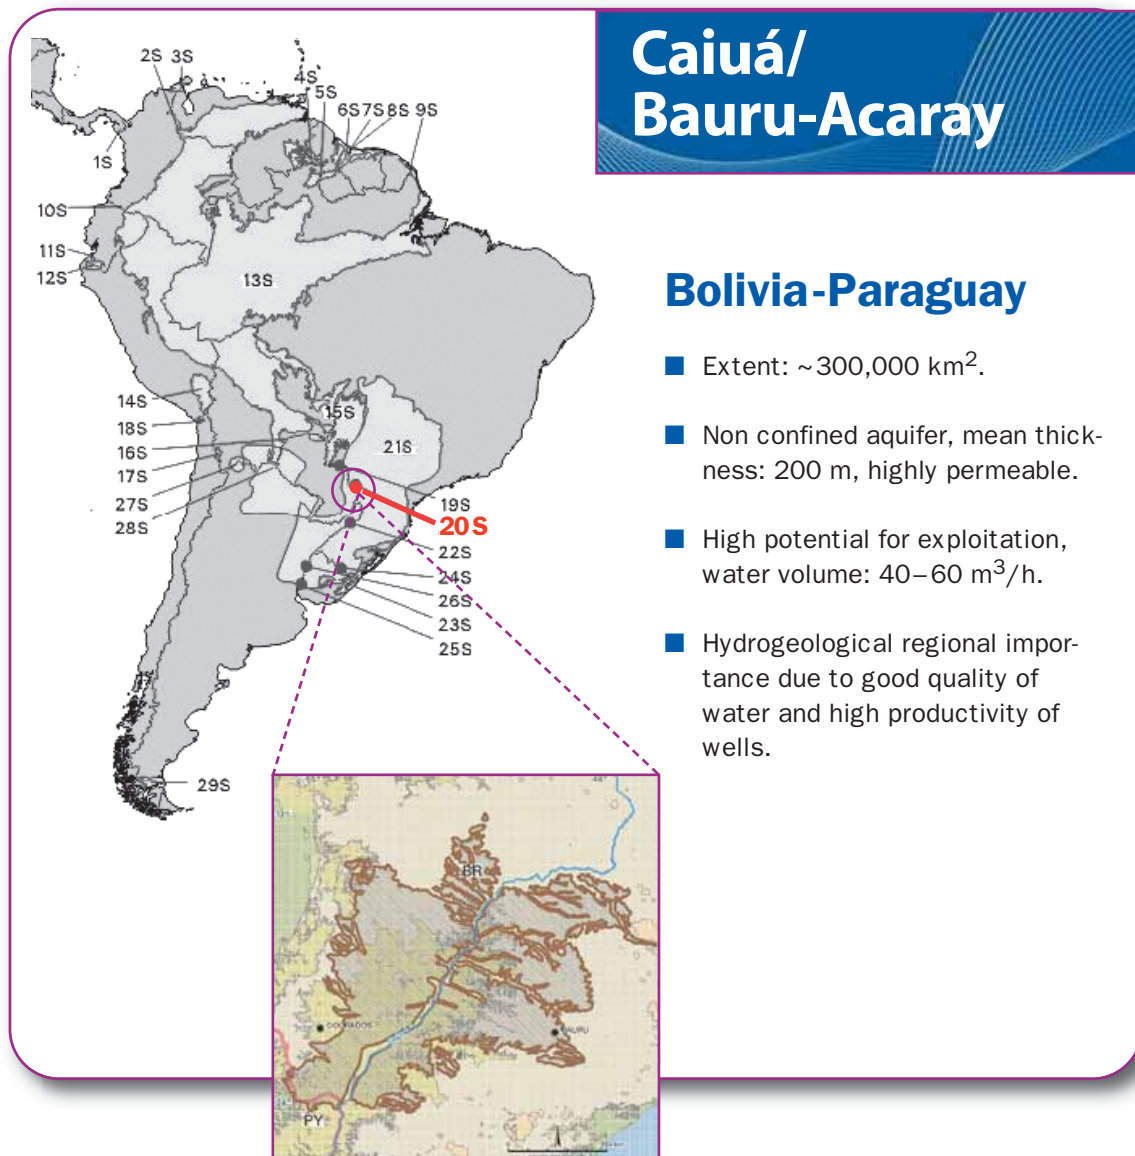 Caiuá/
Bauru-Acaray
2S 3S
4S
5S
6S 7S 8S 9S
1S
10S
11S
12S
13S
14S
15S
18S
16S
21S
17S
27S
19S
28S
20S
22S
24S
26S
23S
25S
29S
Bolivia-Paraguay
Extent: ~300,000 km².
Non confined aquifer, mean thick-
ness: 200 m, highly permeable.
High potential for exploitation,
water volume: 40–60 m³/h.
Hydrogeological regional impor-
tance due to good quality of
water and high productivity of
wells.
BR
BAURU
PY